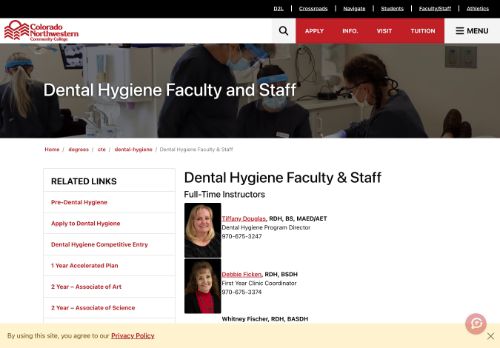 D2L | Crossroads | Navigate | Students | Faculty/Staff | Athletics
Colorado
Northwestern
Community College
APPLY INFO. VISIT TUITION MENU
Dental Hygiene Faculty and Staff
Home / degrees / cte / dental-hygiene / Dental Hygiene Faculty & Staff
RELATED LINKS
Pre-Dental Hygiene
Apply to Dental Hygiene
Dental Hygiene Competitive Entry
1 Year Accelerated Plan
2 Year – Associate of Art
2 Year – Associate of Science
Dental Hygiene Faculty & Staff
Full-Time Instructors
Tiffany Douglas, RDH, BS, MAED/AET
Dental Hygiene Program Director
970-675-3247
Debbie Ficken, RDH, BSDH
First Year Clinic Coordinator
970-675-3374
Whitney Fischer, RDH, BASDH
By using this site, you agree to our Privacy Policy